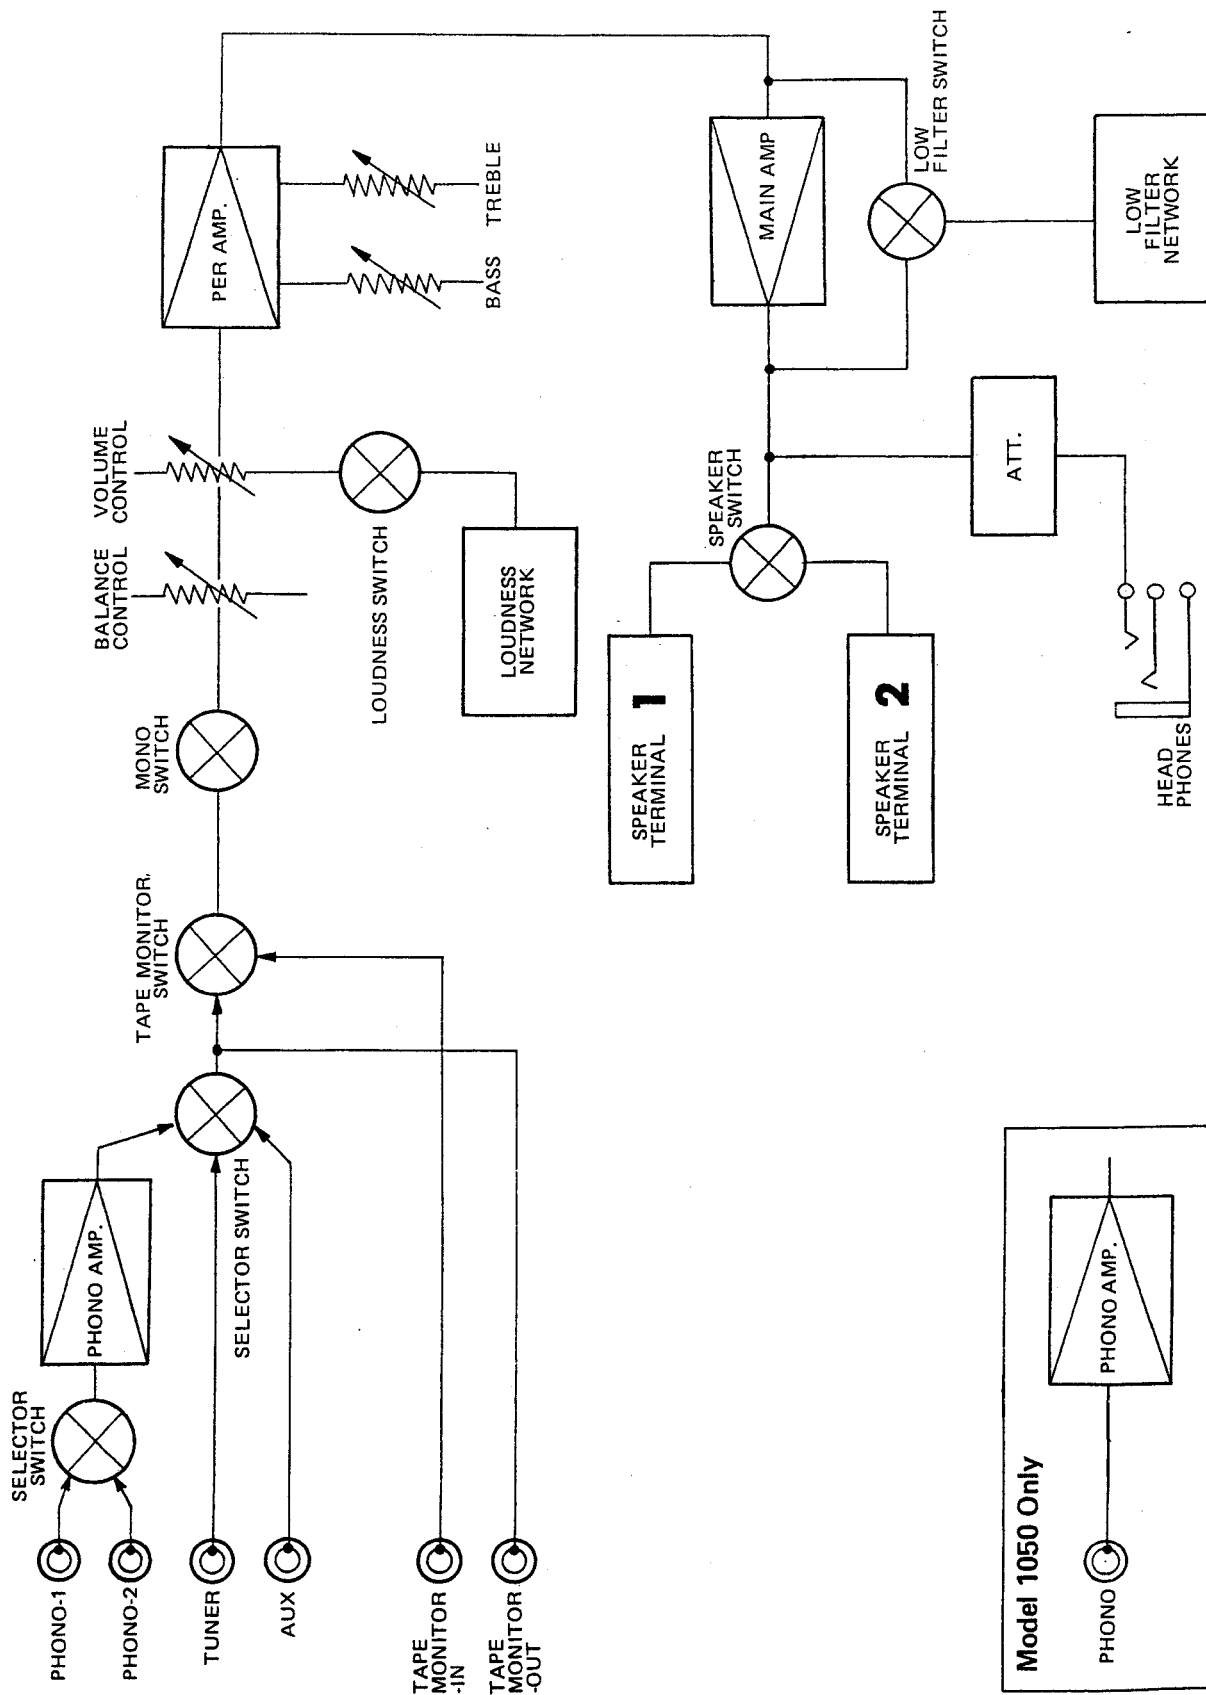 PHONO-1
PHONO-2
TUNER
AUX
TAPE
MONITOR
-IN
TAPE
MONITOR
-OUT
SELECTOR
SWITCH
PHONO AMP.
SELECTOR SWITCH
TAPE MONITOR.
SWITCH
MONO
SWITCH
BALANCE
CONTROL
VOLUME
CONTROL
LOUDNESS SWITCH
LOUDNESS
NETWORK
PER AMP.
BASS
TREBLE
MAIN AMP
LOW
FILTER SWITCH
LOW
FILTER
NETWORK
SPEAKER
SWITCH
ATT.
SPEAKER
TERMINAL 1
SPEAKER
TERMINAL 2
HEAD
PHONES
Model 1050 Only
PHONO
PHONO AMP.